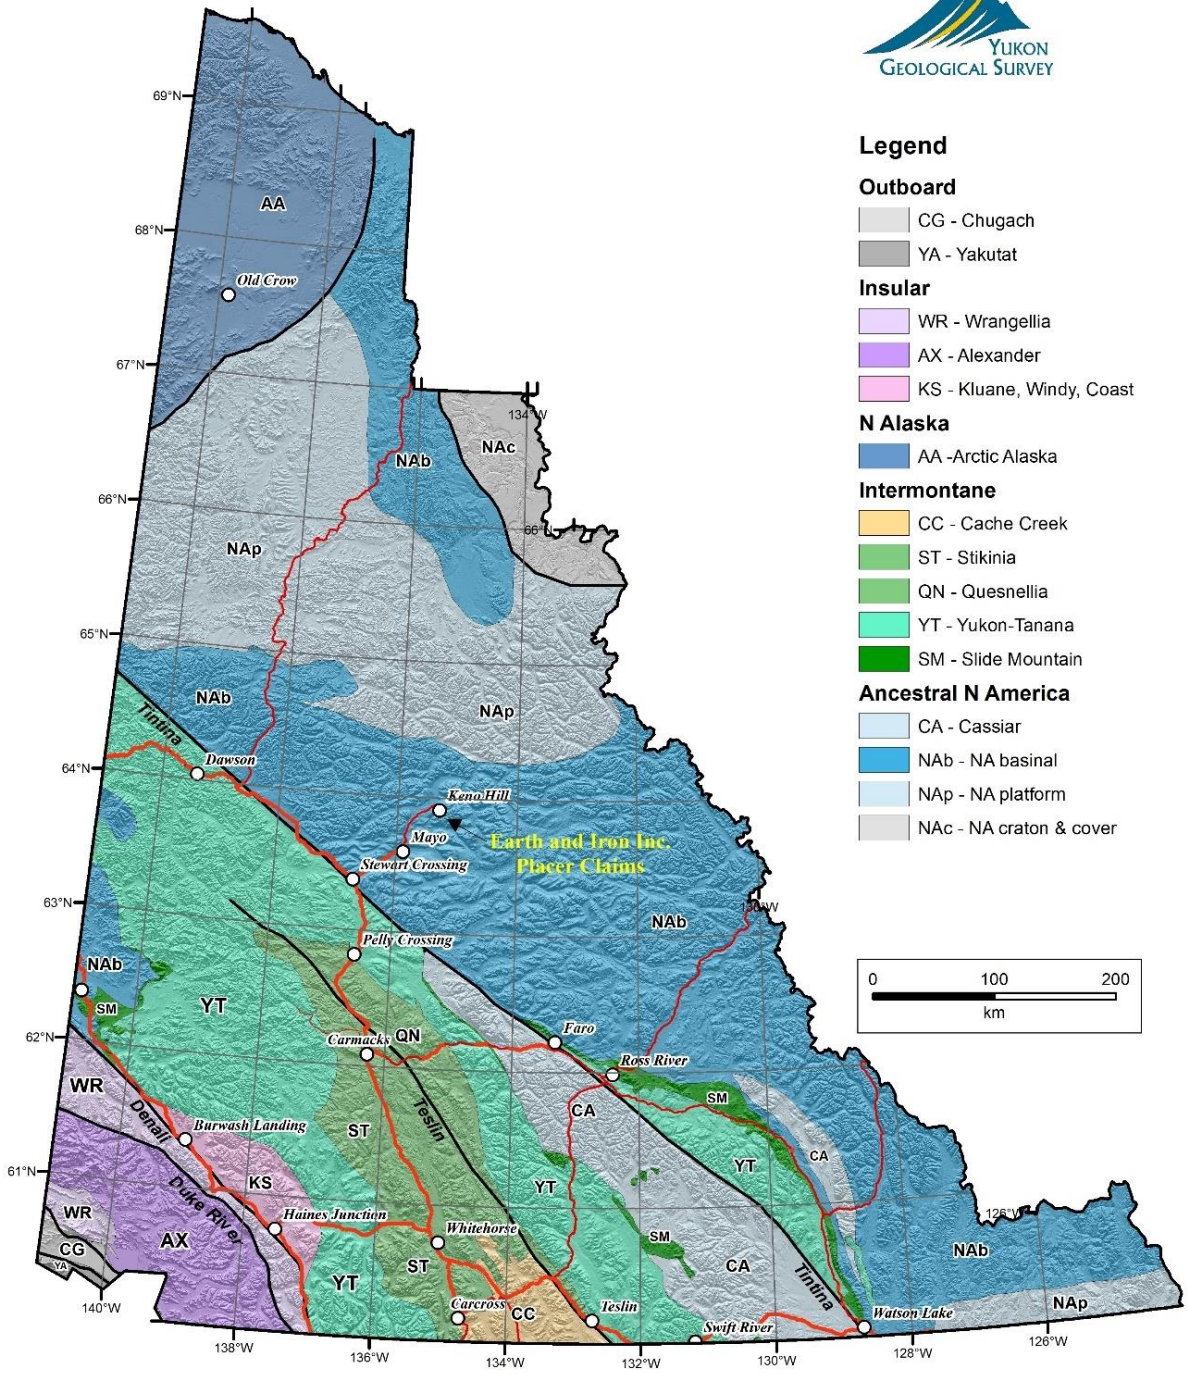 YUKON
GEOLOGICAL SURVEY
Legend
Outboard
CG - Chugach
YA - Yakutat
Insular
WR - Wrangellia
AX - Alexander
KS - Kluane, Windy, Coast
N Alaska
AA -Arctic Alaska
Intermontane
CC - Cache Creek
ST - Stikinia
QN - Quesnellia
YT - Yukon-Tanana
SM - Slide Mountain
Ancestral N America
CA - Cassiar
NAb - NA basinal
NAp - NA platform
NAc - NA craton & cover
0 100 200
km
69°N
AA
68°N
Old Crow
67°N
134°W
NAc
NAb
66°N
66°N
NAp
65°N
NAb
NAp
Tintina
Dawson
64°N
Keno Hill
Mayo
Earth and Iron Inc.
Placer Claims
Stewart Crossing
63°N
130°W
NAb
Pelly Crossing
NAb
YT
SM
62°N
QN
Faro
Carmacks
Ross River
WR
SM
CA
Denali
Teslin
Burwash Landing
ST
CA
YT
61°N
KS
YT
Duke River
WR
Haines Junction
126°W
Whitehorse
SM
AX
CG
NAb
YA
ST
CA
YT
Tintina
140°W
Carcross
CC
Teslin
Swift River
Watson Lake
NAp
138°W
136°W
134°W
132°W
130°W
128°W
126°W